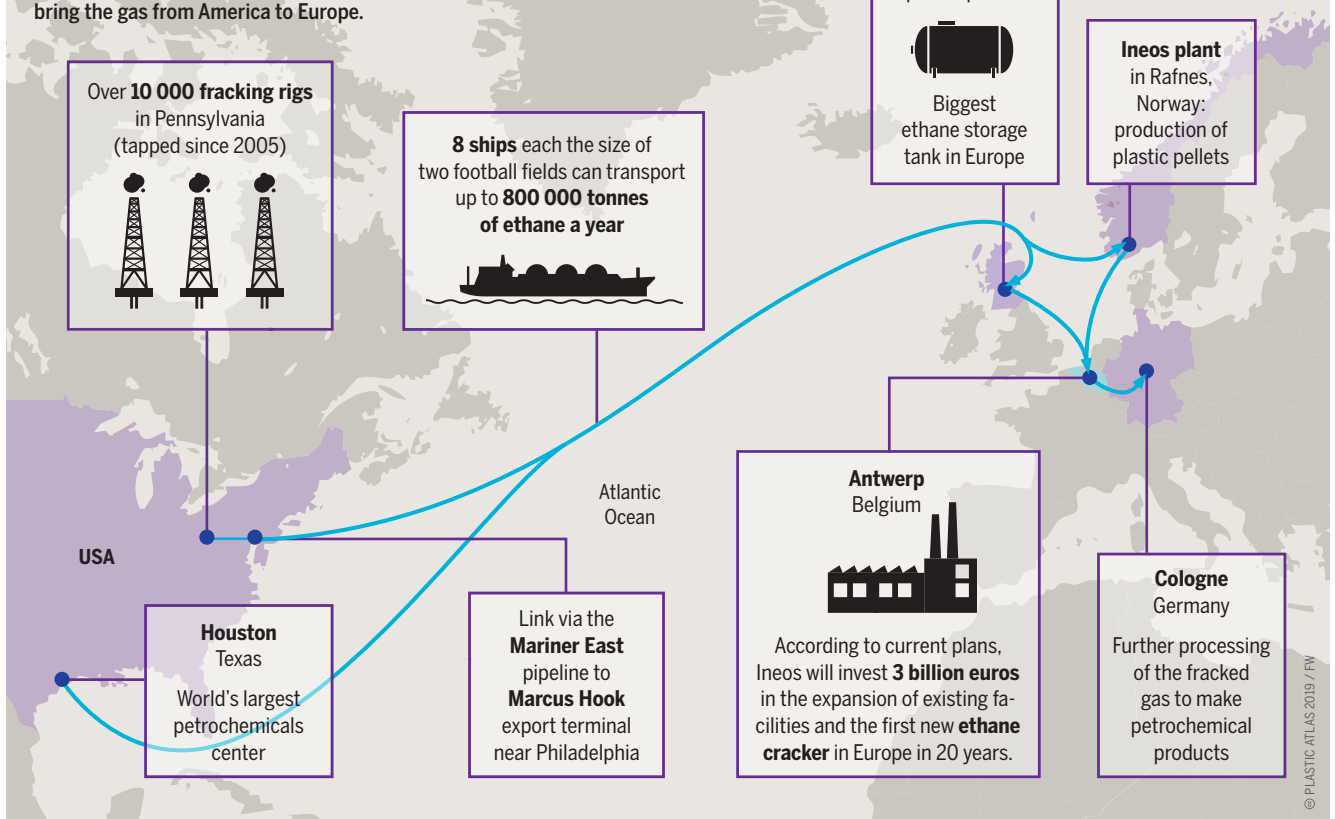 bring the gas from America to Europe.
Over 10 000 fracking rigs
in Pennsylvania
(tapped since 2005)
8 ships each the size of
two football fields can transport
up to 800 000 tonnes
of ethane a year
Biggest
ethane storage
tank in Europe
Ineos plant
in Rafnes,
Norway:
production of
plastic pellets
Atlantic
Ocean
USA
Houston
Texas
World's largest
petrochemicals
center
Link via the
Mariner East
pipeline to
Marcus Hook
export terminal
near Philadelphia
Antwerp
Belgium
According to current plans,
Ineos will invest 3 billion euros
in the expansion of existing fa-
cilities and the first new ethane
cracker in Europe in 20 years.
Cologne
Germany
Further processing
of the fracked
gas to make
petrochemical
products
PLASTIC ATLAS 2019 / FW